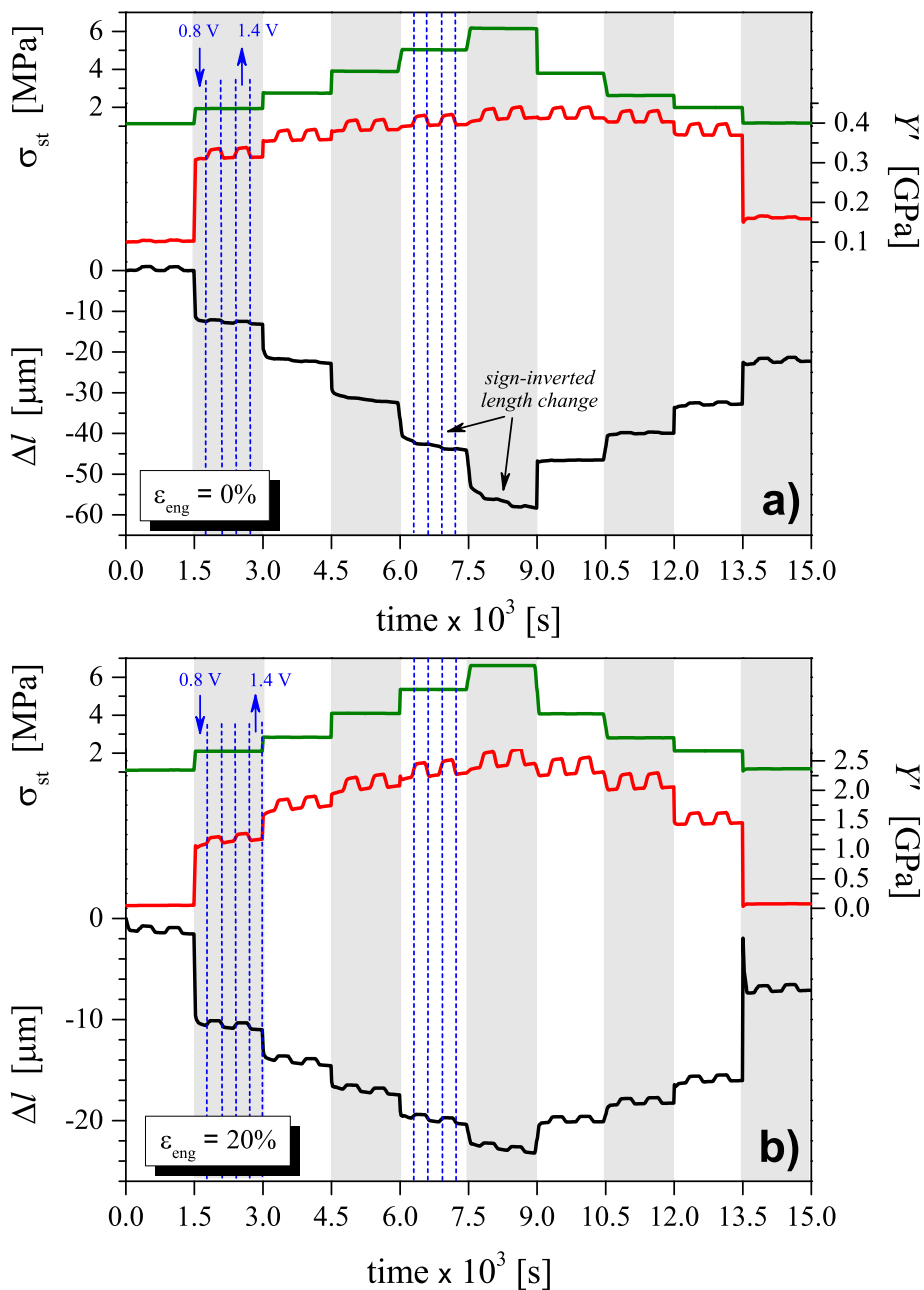 0.8 V
1.4 V
σst [MPa]
6
4
2
Y' [GPa]
0.4
0.3
0.2
0.1
Δl [μm]
0
-10
-20
-30
-40
-50
-60
sign-inverted
length change
εeng = 0%
a)
0.0 1.5 3.0 4.5 6.0 7.5 9.0 10.5 12.0 13.5 15.0
time x 10³ [s]
0.8 V
1.4 V
σst [MPa]
6
4
2
Y' [GPa]
2.5
2.0
1.5
1.0
0.5
0.0
Δl [μm]
0
-10
-20
εeng = 20%
b)
0.0 1.5 3.0 4.5 6.0 7.5 9.0 10.5 12.0 13.5 15.0
time x 10³ [s]